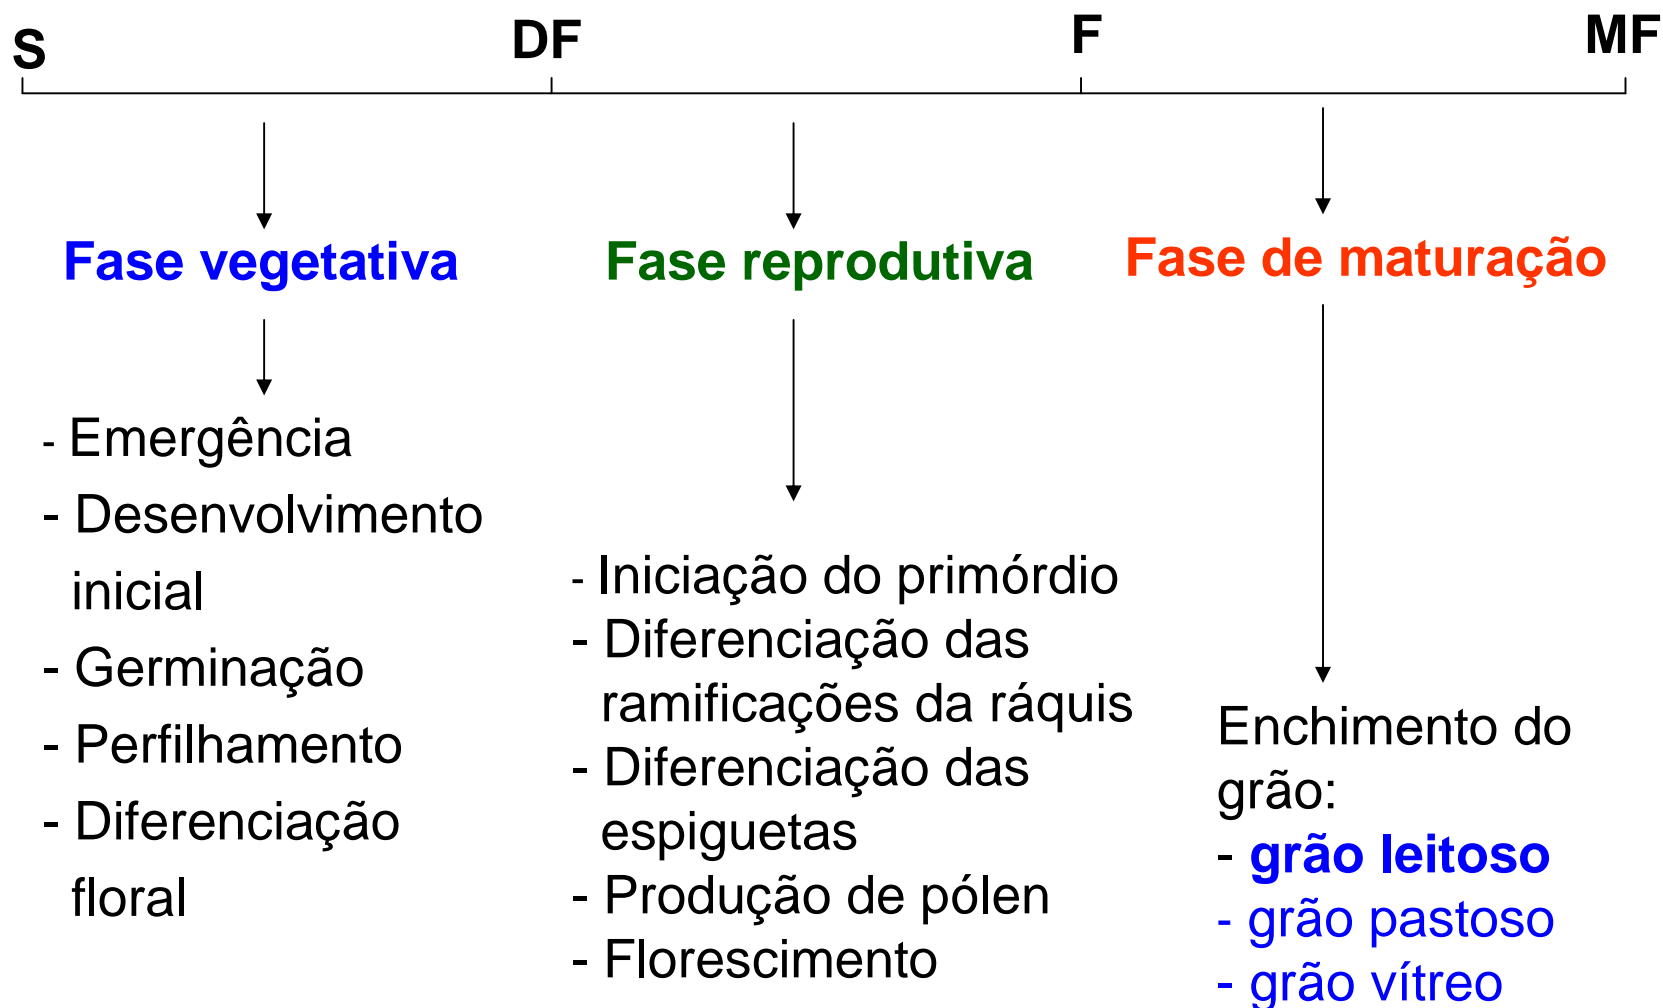 S DF F MF
Fase vegetativa
- Emergência
- Desenvolvimento
inicial
- Germinação
- Perfilhamento
- Diferenciação
floral
Fase reprodutiva
- Iniciação do primórdio
- Diferenciação das
ramificações da ráquis
- Diferenciação das
espiguetas
- Produção de pólen
- Florescimento
Fase de maturação
Enchimento do
grão:
- grão leitoso
- grão pastoso
- grão vítreo